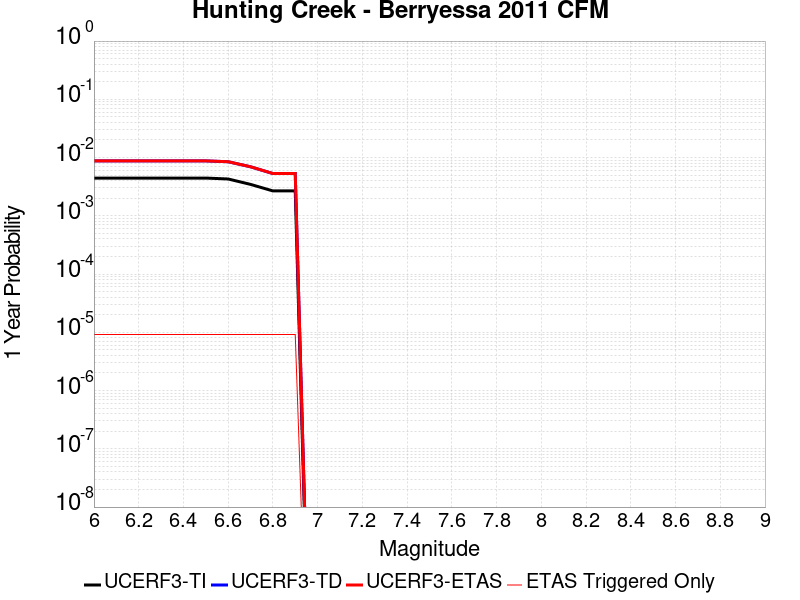 Hunting Creek - Berryessa 2011 CFM
10^0
10^-1
10^-2
10^-3
10^-4
10^-5
10^-6
10^-7
10^-8
1 Year Probability
6 6.2 6.4 6.6 6.8 7 7.2 7.4 7.6 7.8 8 8.2 8.4 8.6 8.8 9
Magnitude
UCERF3-TI UCERF3-TD UCERF3-ETAS ETAS Triggered Only